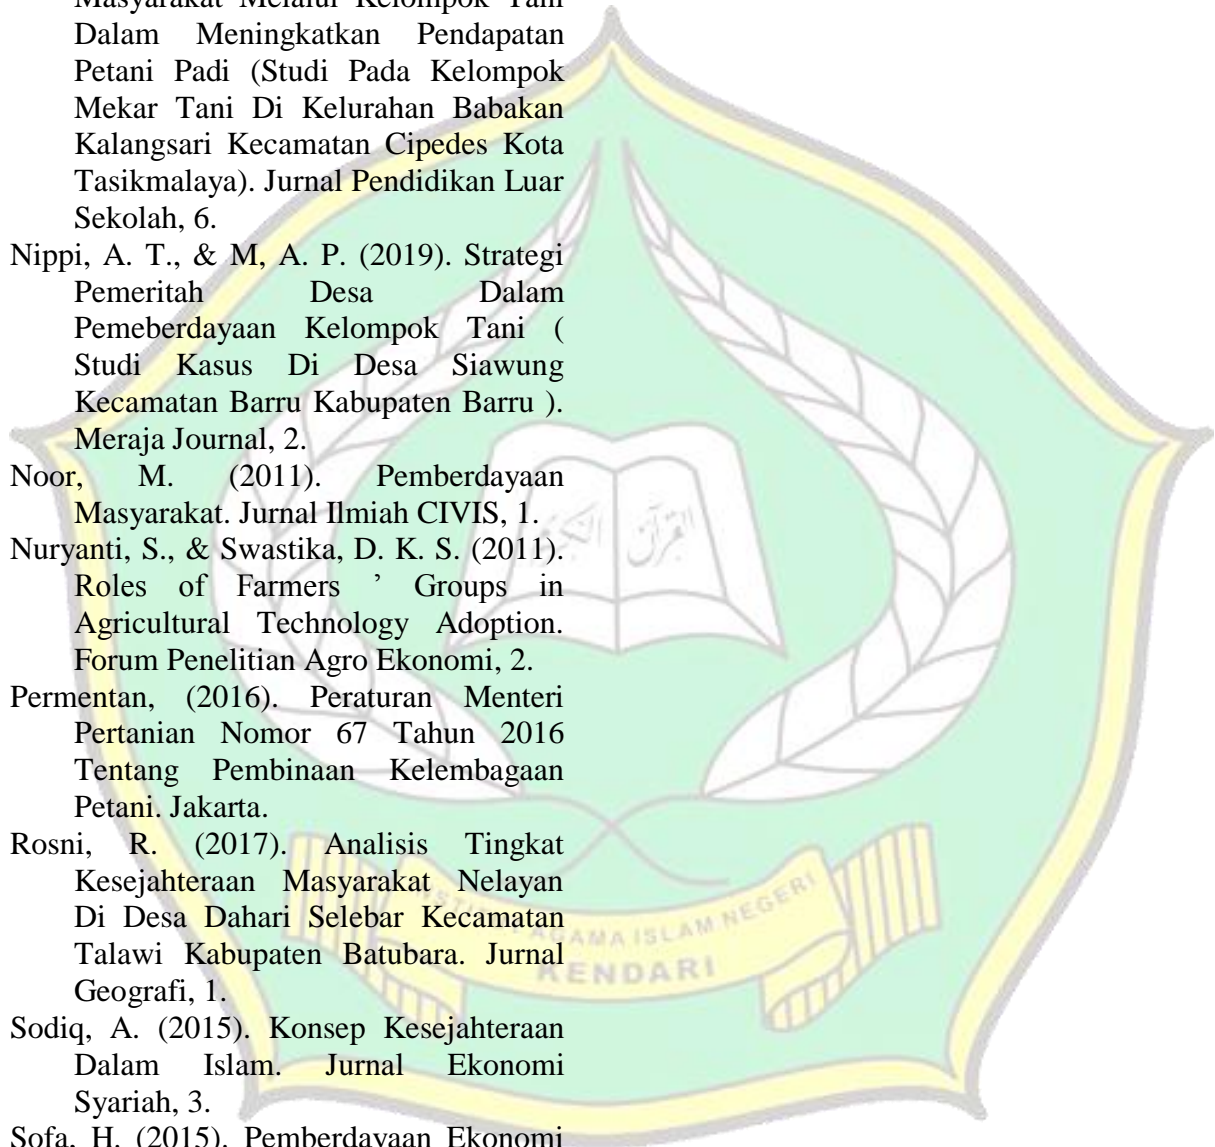 Masyarakat Melalui Kelompok Tani
Dalam Meningkatkan Pendapatan
Petani Padi (Studi Pada Kelompok
Mekar Tani Di Kelurahan Babakan
Kalangsari Kecamatan Cipedes Kota
Tasikmalaya). Jurnal Pendidikan Luar
Sekolah, 6.
Nippi, A. T., & M, A. P. (2019). Strategi
Pemeritah Desa Dalam
Pemeberdayaan Kelompok Tani (
Studi Kasus Di Desa Siawung
Kecamatan Barru Kabupaten Barru ).
Meraja Journal, 2.
Noor, M. (2011). Pemberdayaan
Masyarakat. Jurnal Ilmiah CIVIS, 1.
Nuryanti, S., & Swastika, D. K. S. (2011).
Roles of Farmers ’ Groups in
Agricultural Technology Adoption.
Forum Penelitian Agro Ekonomi, 2.
Permentan, (2016). Peraturan Menteri
Pertanian Nomor 67 Tahun 2016
Tentang Pembinaan Kelembagaan
Petani. Jakarta.
Rosni, R. (2017). Analisis Tingkat
Kesejahteraan Masyarakat Nelayan
Di Desa Dahari Selebar Kecamatan
Talawi Kabupaten Batubara. Jurnal
Geografi, 1.
Sodiq, A. (2015). Konsep Kesejahteraan
Dalam Islam. Jurnal Ekonomi
Syariah, 3.
Sofa, H. (2015). Pemberdayaan Ekonomi
AGAMA ISLAM NEGERI
KENDARI